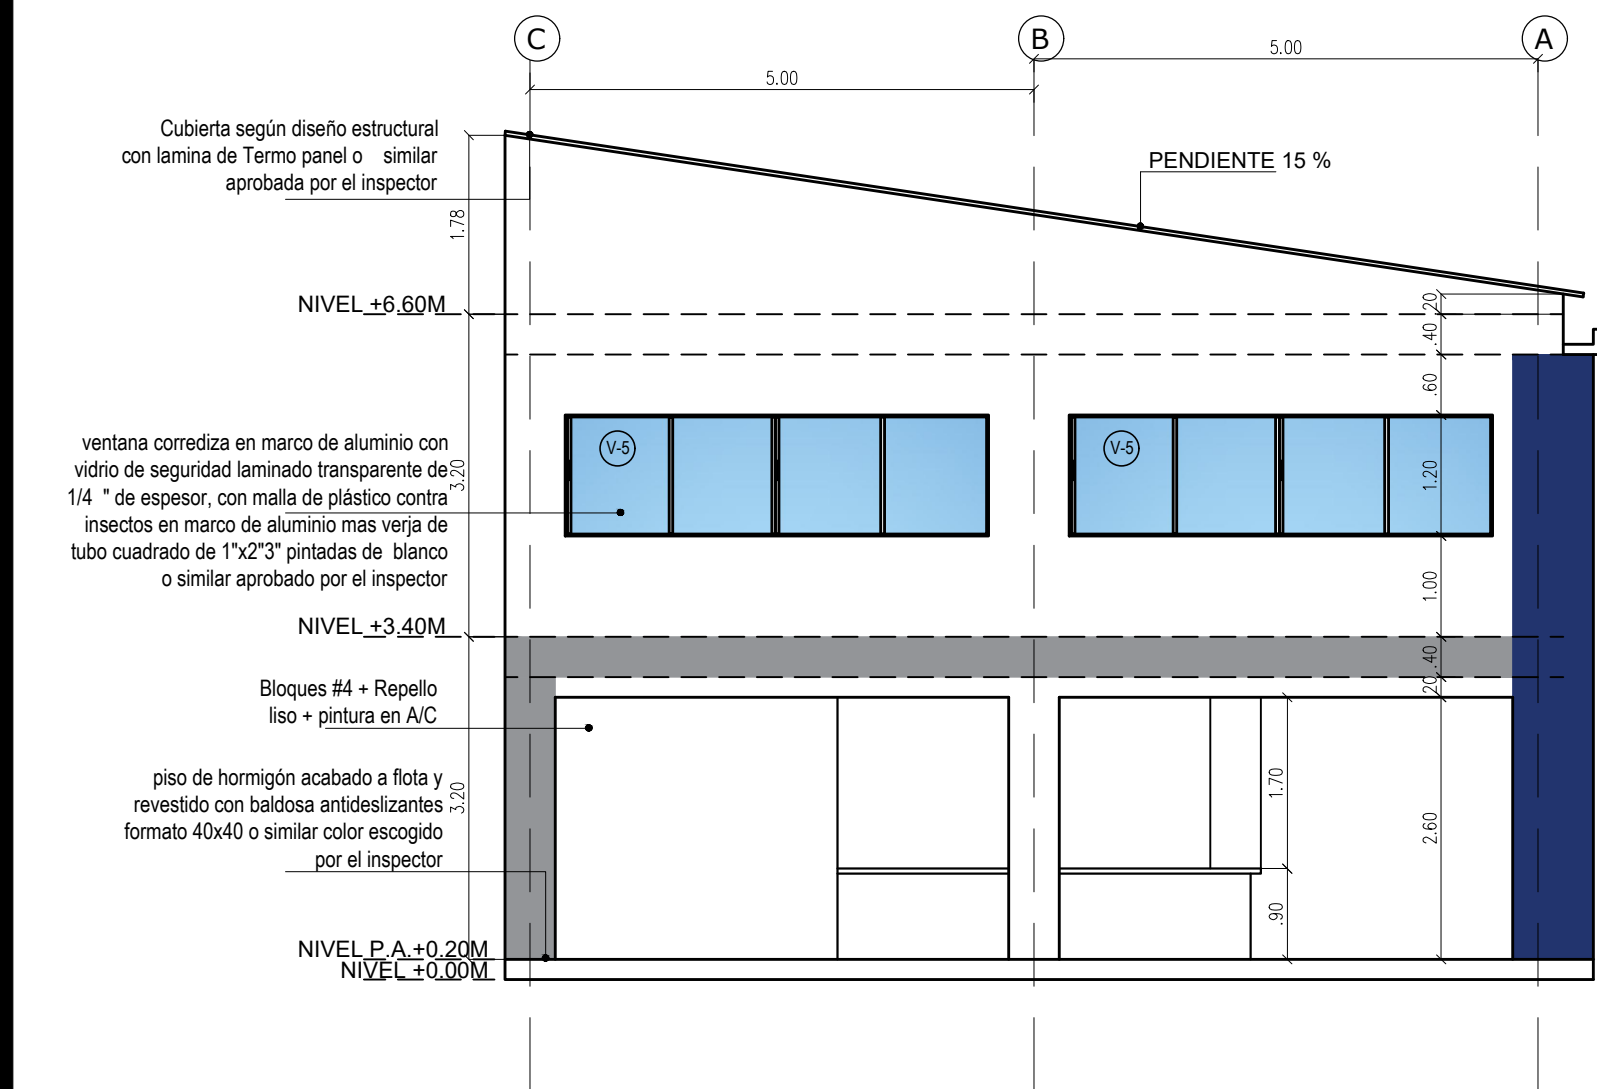 C
B
A
5.00
5.00
Cubierta según diseño estructural
con lamina de Termo panel o similar
aprobada por el inspector
PENDIENTE 15 %
1.78
NIVEL +6.60M
.20
.40
.60
ventana corrediza en marco de aluminio con
vidrio de seguridad laminado transparente de
1/4 " de espesor, con malla de plástico contra
insectos en marco de aluminio mas verja de
tubo cuadrado de 1"x2"3" pintadas de blanco
o similar aprobado por el inspector
3.20
V-5
V-5
1.20
1.00
NIVEL +3.40M
.40
.20
Bloques #4 + Repello
liso + pintura en A/C
piso de hormigón acabado a flota y
revestido con baldosa antideslizantes
formato 40x40 o similar color escogido
por el inspector
3.20
1.70
2.60
.90
NIVEL P.A.+0.20M
NIVEL +0.00M